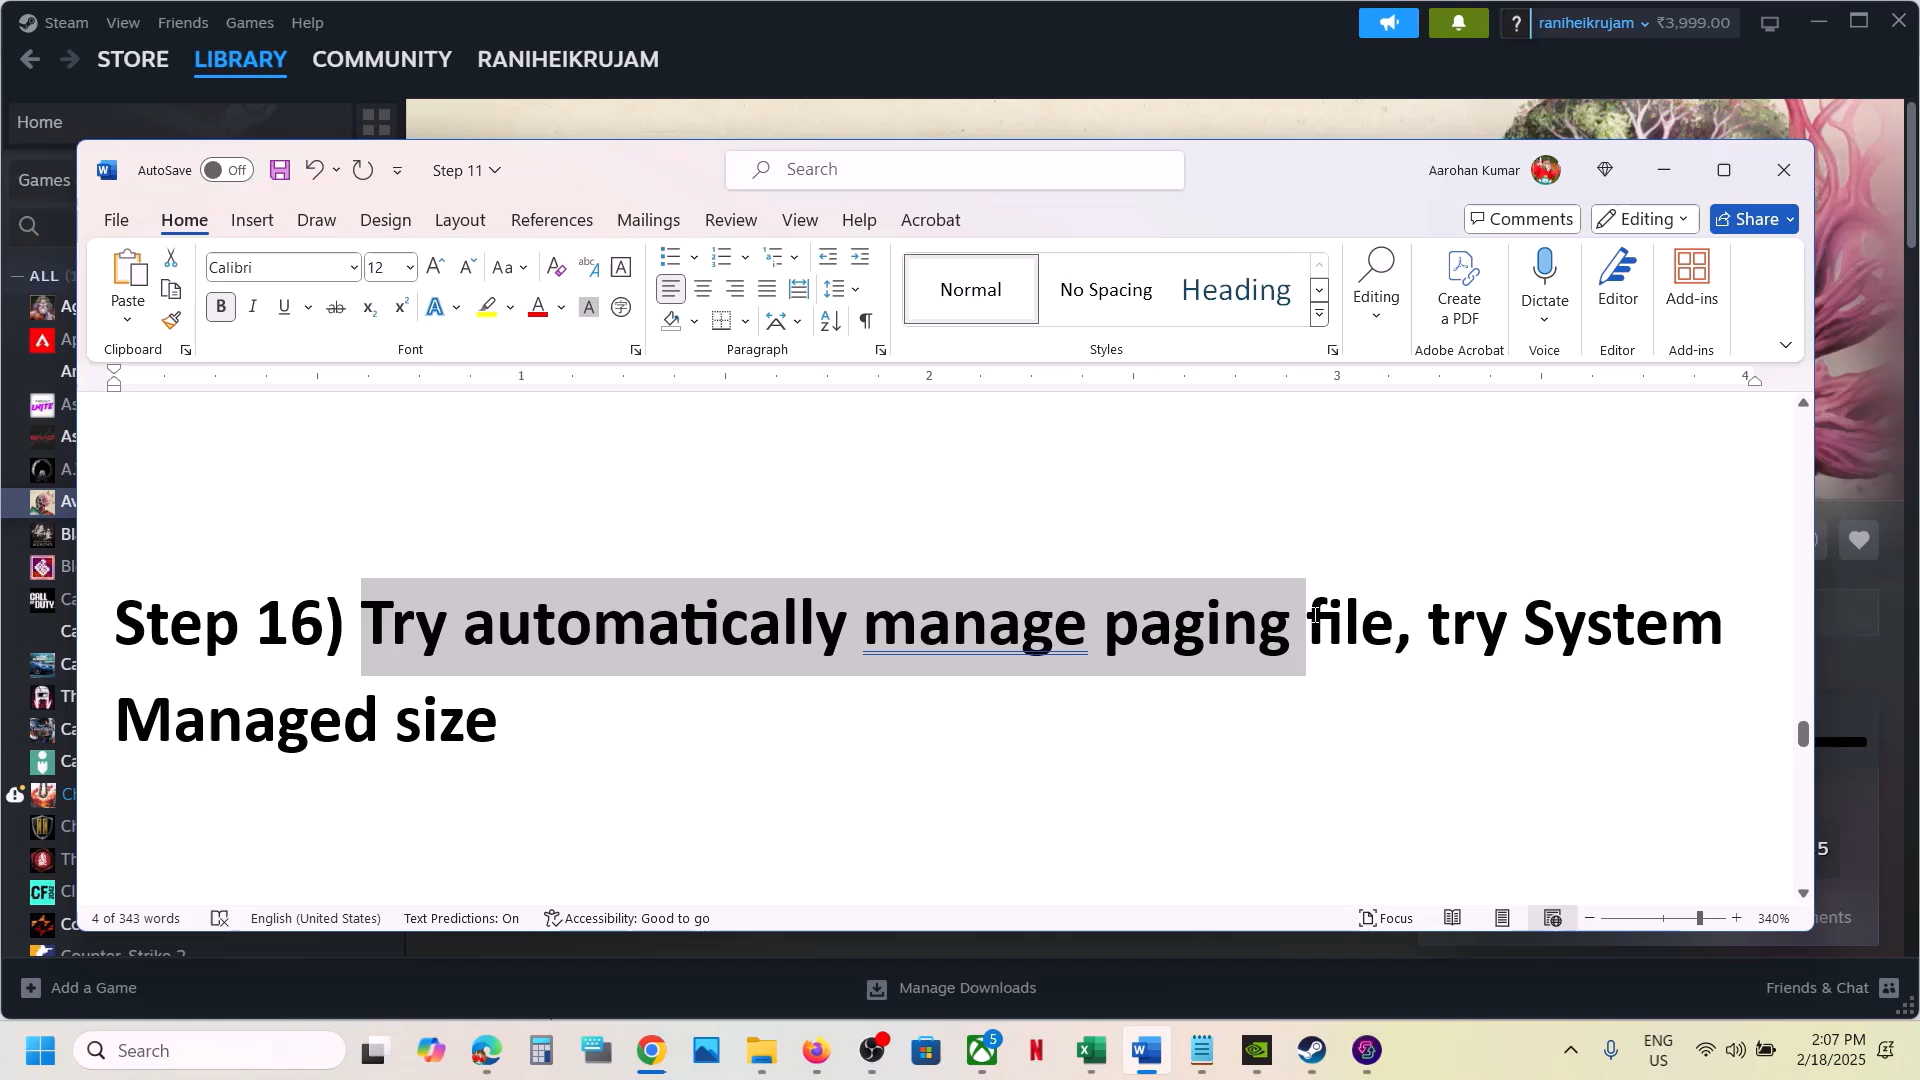 Steam View Friends Games Help
? raniheikrujam ₹3,999.00
STORE LIBRARY COMMUNITY RANIHEIKRUJAM
Home
Games
AutoSave Off Step 11 Search Aarohan Kumar
File Home Insert Draw Design Layout References Mailings Review View Help Acrobat Comments Editing Share
Paste Calibri 12 Normal No Spacing Heading Editing Create a PDF Dictate Editor Add-ins
Clipboard Font Paragraph Styles Adobe Acrobat Voice Editor Add-ins
1 2 3 4
ALL
Step 16) Try automatically manage paging file, try System
Managed size
4 of 343 words English (United States) Text Predictions: On Accessibility: Good to go Focus 340%
Counter-Strike 2
Add a Game Manage Downloads Friends & Chat
Search 5 ENG US 2:07 PM 2/18/2025